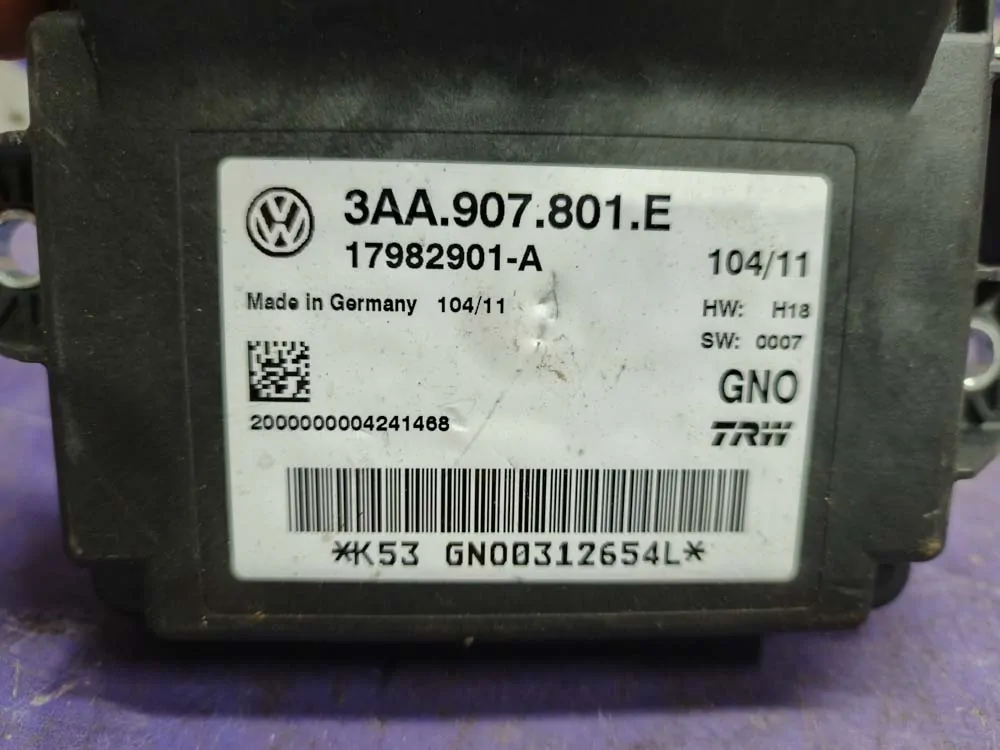 3AA.907.801.E
17982901-A
104/11
Made in Germany 104/11
HW: H18
SW: 0007
GNO
2000000004241468
TRW
*K53 GNO0312654L*